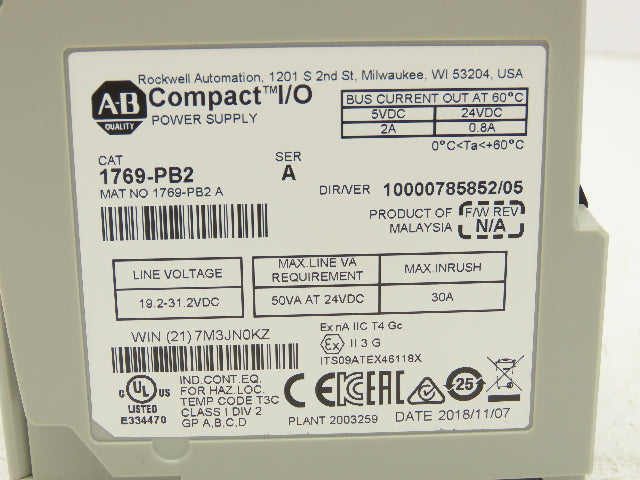 Rockwell Automation, 1201 S 2nd St, Milwaukee, WI 53204, USA
A-B
QUALITY
Compact™I/O
POWER SUPPLY
BUS CURRENT OUT AT 60°C
5VDC 24VDC
2A 0.8A
0°C<Ta<+60°C
CAT
1769-PB2
MAT NO 1769-PB2 A
SER
A
DIR/VER 10000785852/05
PRODUCT OF
MALAYSIA
F/W REV
N/A
LINE VOLTAGE
19.2-31.2VDC
MAX.LINE VA
REQUIREMENT
50VA AT 24VDC
MAX.INRUSH
30A
WIN (21) 7M3JN0KZ
Ex nA IIC T4 Gc
Ex II 3 G
ITS09ATEX46118X
C UL US
LISTED
E334470
IND.CONT.EQ.
FOR HAZ.LOC.
TEMP CODE T3C
CLASS I DIV 2
GP A,B,C,D
CE EK EAC 25
PLANT 2003259
DATE 2018/11/07